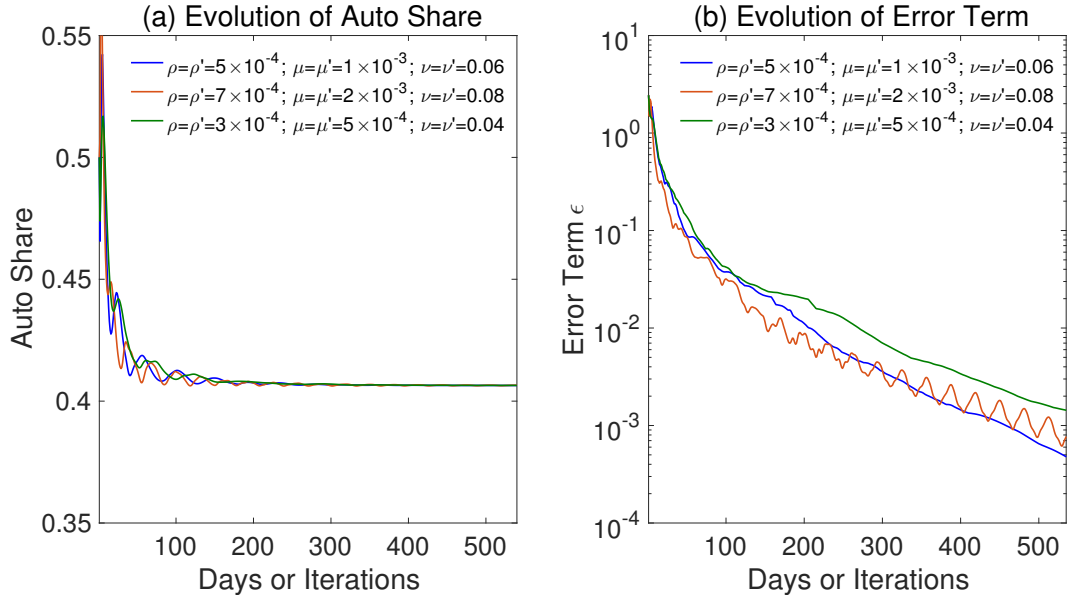 (a) Evolution of Auto Share
0.55
0.5
0.45
0.4
0.35
Auto Share
ρ=ρ'=5×10^-4; μ=μ'=1×10^-3; ν=ν'=0.06
ρ=ρ'=7×10^-4; μ=μ'=2×10^-3; ν=ν'=0.08
ρ=ρ'=3×10^-4; μ=μ'=5×10^-4; ν=ν'=0.04
100 200 300 400 500
Days or Iterations
(b) Evolution of Error Term
10^1
10^0
10^-1
10^-2
10^-3
10^-4
Error Term ϵ
ρ=ρ'=5×10^-4; μ=μ'=1×10^-3; ν=ν'=0.06
ρ=ρ'=7×10^-4; μ=μ'=2×10^-3; ν=ν'=0.08
ρ=ρ'=3×10^-4; μ=μ'=5×10^-4; ν=ν'=0.04
100 200 300 400 500
Days or Iterations